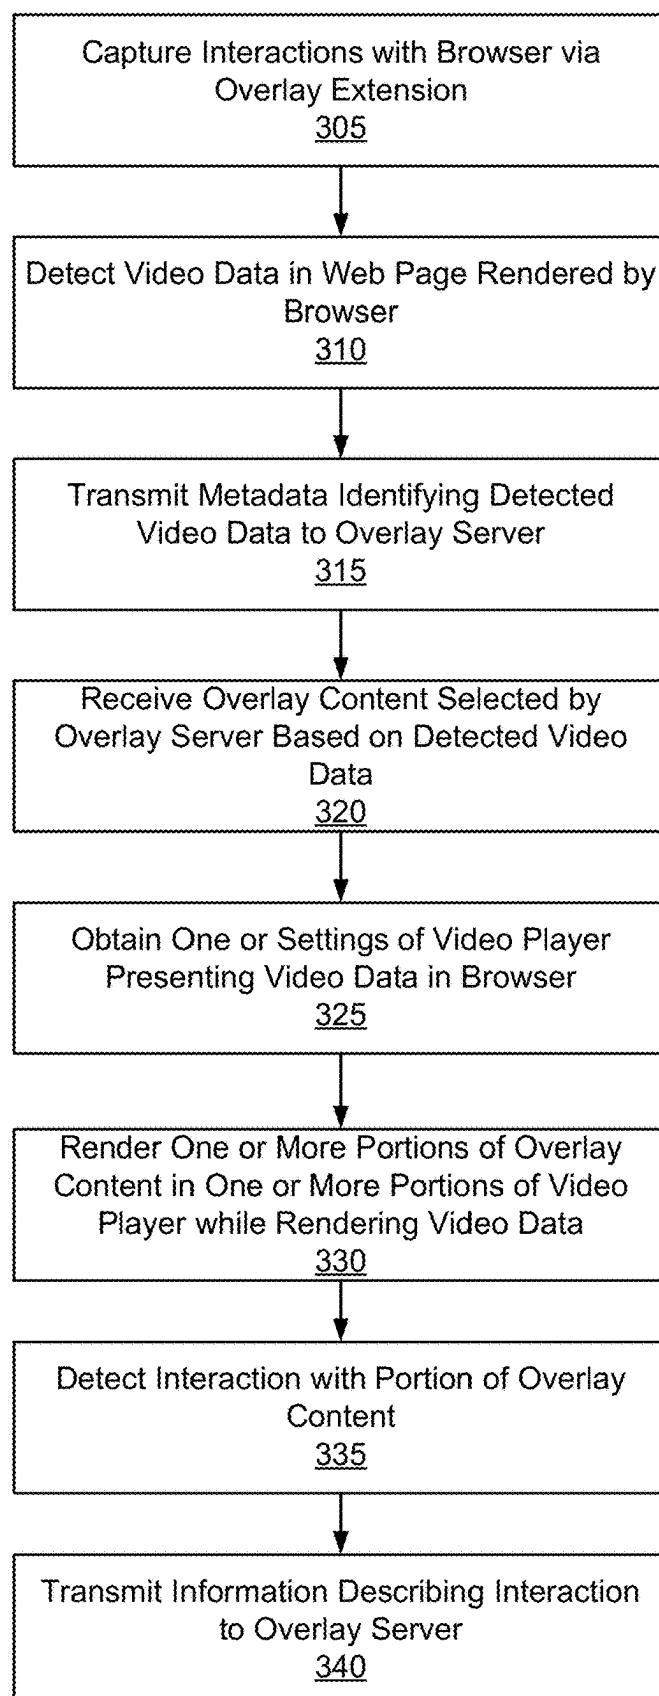 Capture Interactions with Browser via
Overlay Extension
305
Detect Video Data in Web Page Rendered by
Browser
310
Transmit Metadata Identifying Detected
Video Data to Overlay Server
315
Receive Overlay Content Selected by
Overlay Server Based on Detected Video
Data
320
Obtain One or Settings of Video Player
Presenting Video Data in Browser
325
Render One or More Portions of Overlay
Content in One or More Portions of Video
Player while Rendering Video Data
330
Detect Interaction with Portion of Overlay
Content
335
Transmit Information Describing Interaction
to Overlay Server
340